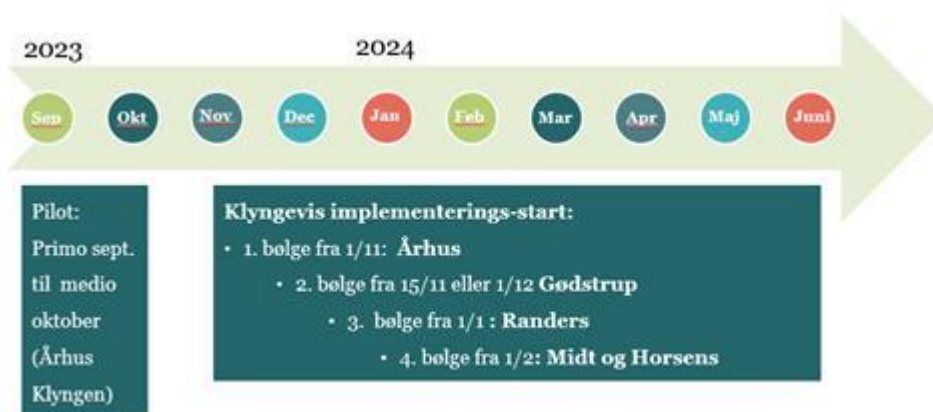 2023
2024
Sep Okt Nov Dec Jan Feb Mar Apr Maj Juni
Pilot:
Primo sept.
til medio
oktober
(Århus
Klyngen)
Klyngevis implementerings-start:
• 1. bølge fra 1/11: Århus
• 2. bølge fra 15/11 eller 1/12 Gødstrup
• 3. bølge fra 1/1 : Randers
• 4. bølge fra 1/2: Midt og Horsens